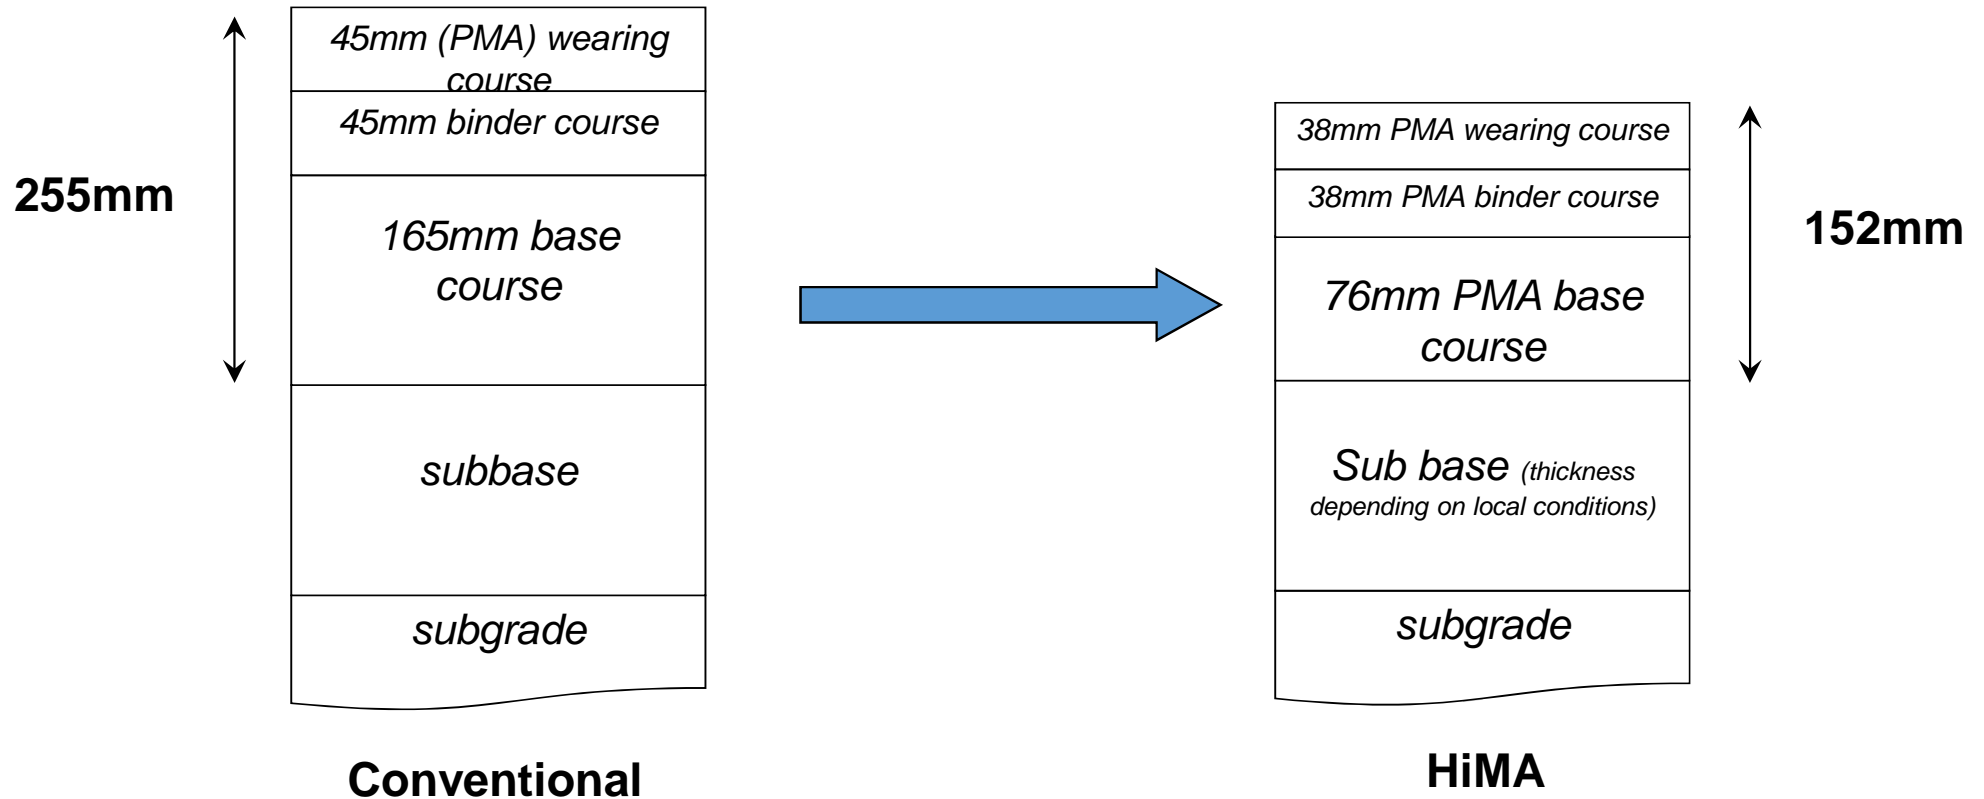 255mm
45mm (PMA) wearing
course
45mm binder course
165mm base
course
subbase
subgrade
Conventional
38mm PMA wearing course
38mm PMA binder course
76mm PMA base
course
Sub base (thickness
depending on local conditions)
subgrade
HiMA
152mm